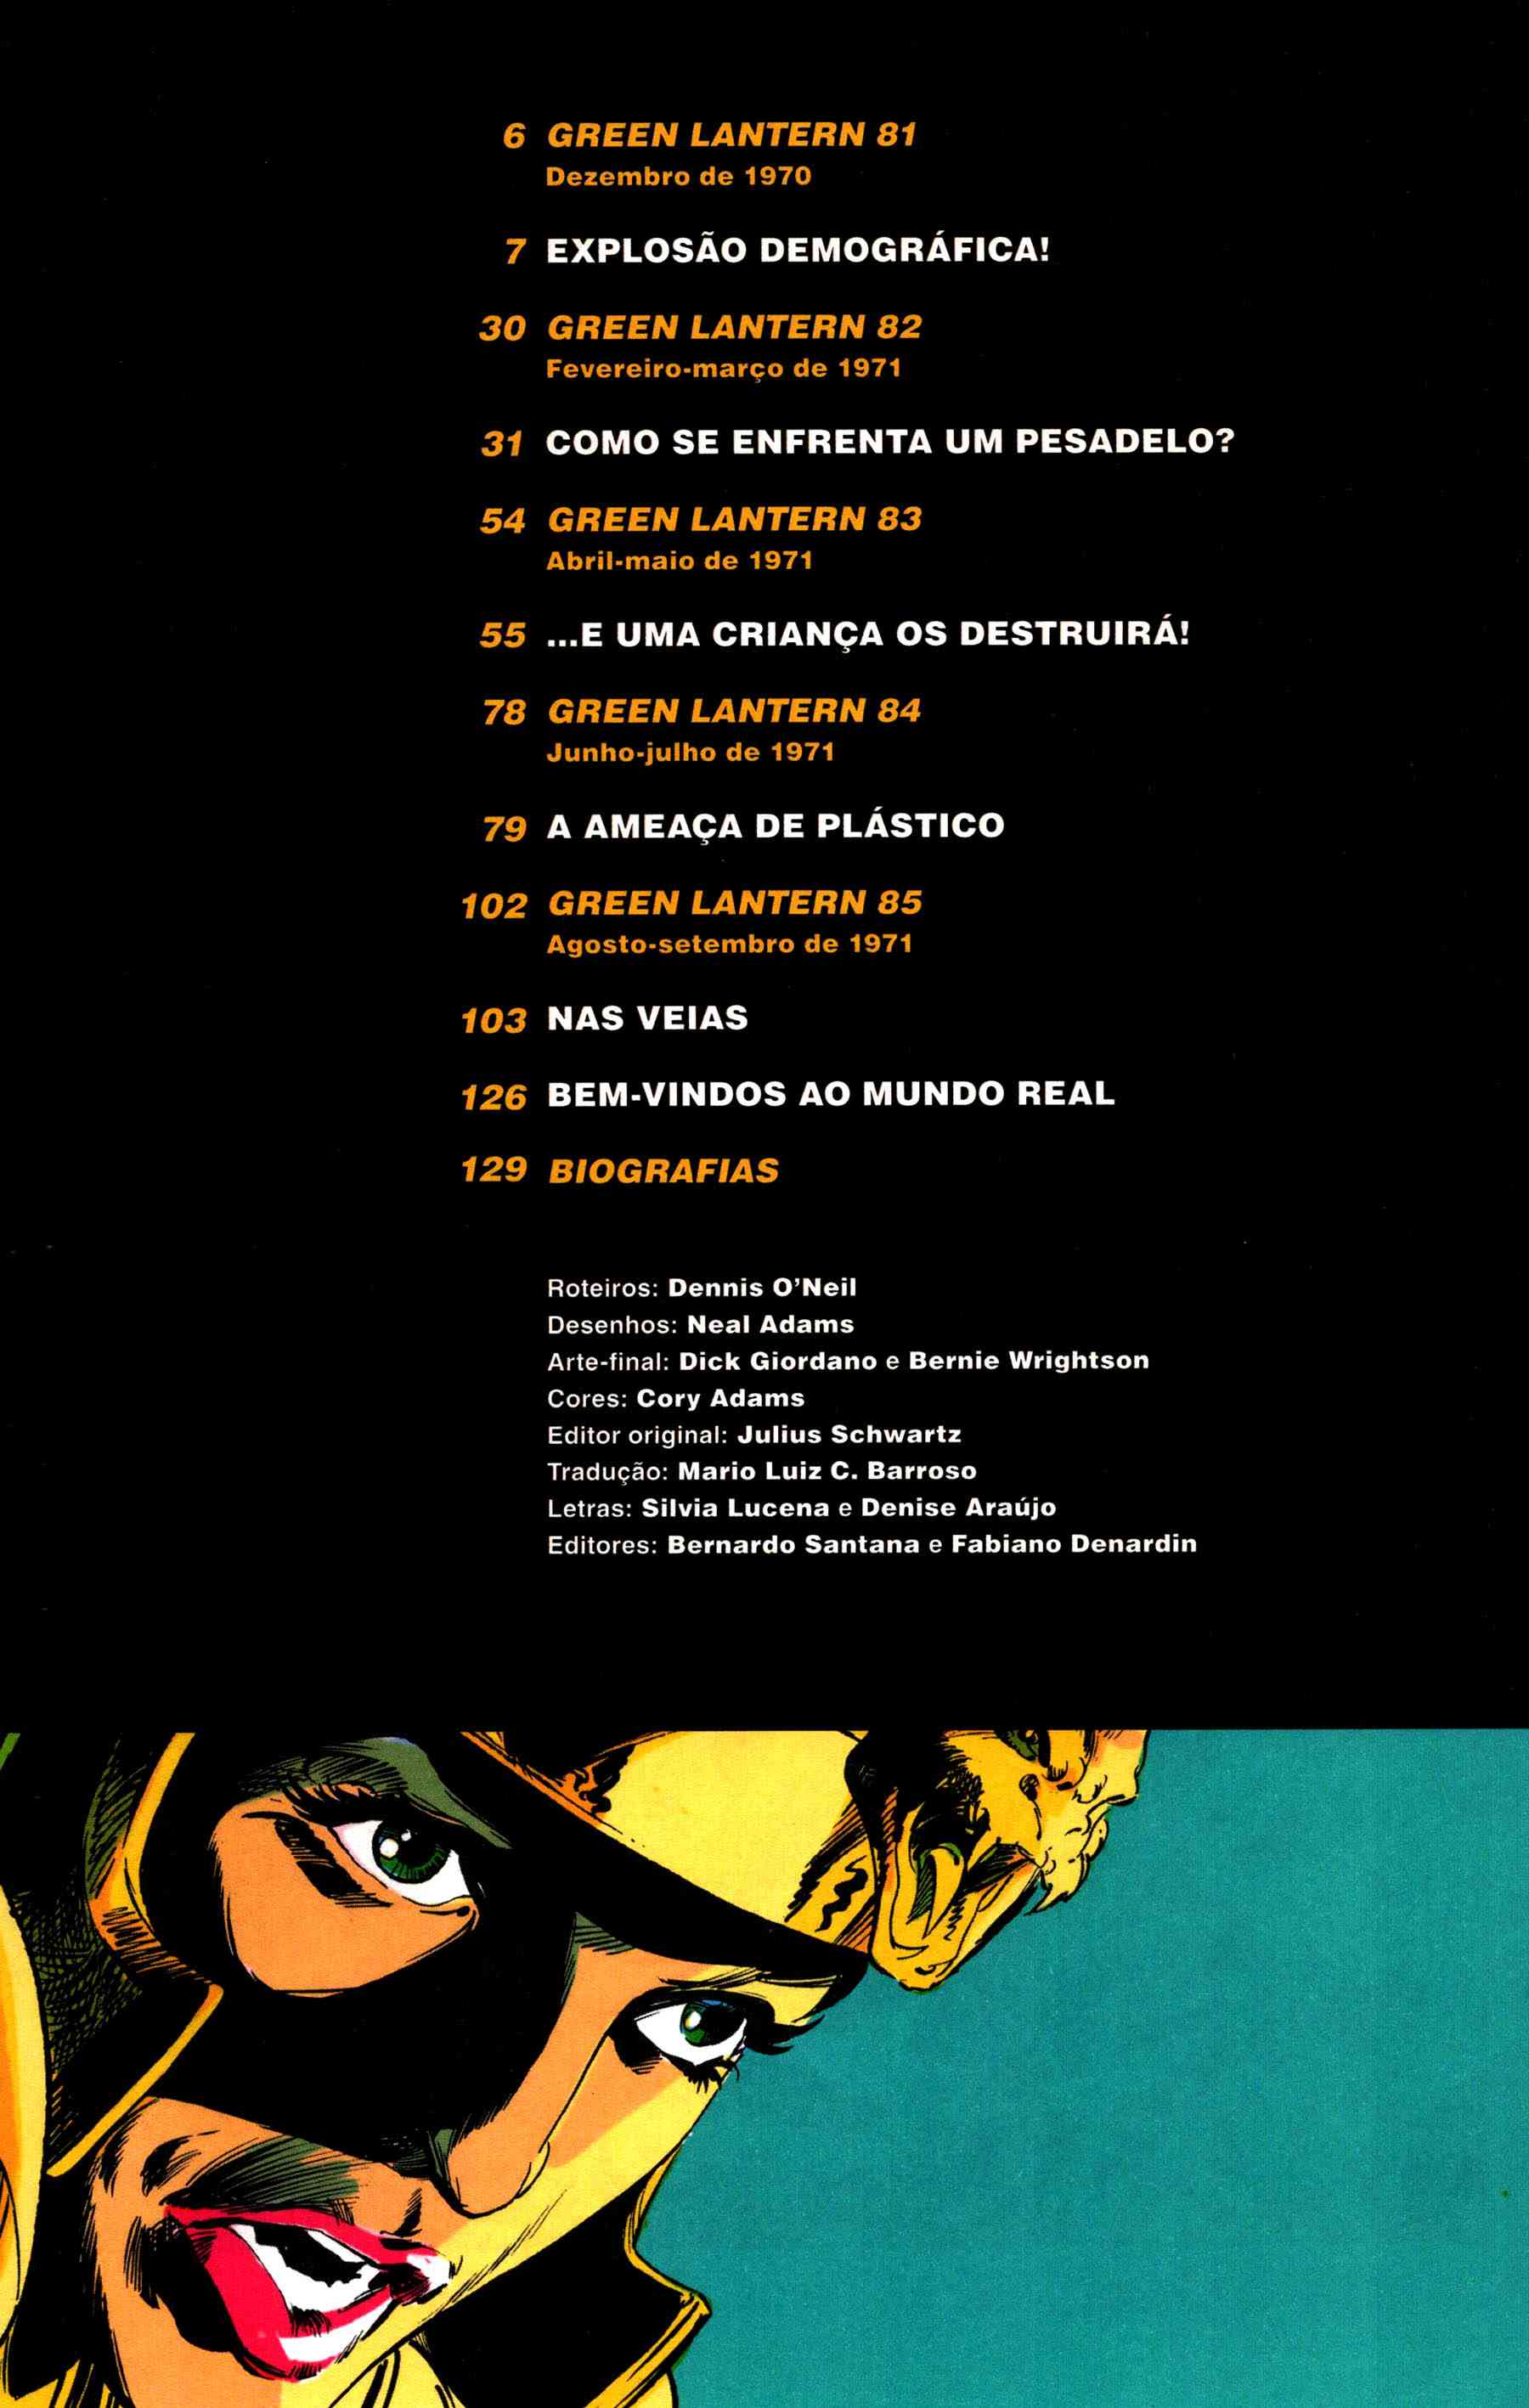 6 GREEN LANTERN 81
Dezembro de 1970
7 EXPLOSÃO DEMOGRÁFICA!
30 GREEN LANTERN 82
Fevereiro-março de 1971
31 COMO SE ENFRENTA UM PESADELO?
54 GREEN LANTERN 83
Abril-maio de 1971
55 ...E UMA CRIANÇA OS DESTRUIRÁ!
78 GREEN LANTERN 84
Junho-julho de 1971
79 A AMEAÇA DE PLÁSTICO
102 GREEN LANTERN 85
Agosto-setembro de 1971
103 NAS VEIAS
126 BEM-VINDOS AO MUNDO REAL
129 BIOGRAFIAS
Roteiros: Dennis O'Neil
Desenhos: Neal Adams
Arte-final: Dick Giordano e Bernie Wrightson
Cores: Cory Adams
Editor original: Julius Schwartz
Tradução: Mario Luiz C. Barroso
Letras: Silvia Lucena e Denise Araújo
Editores: Bernardo Santana e Fabiano Denardin